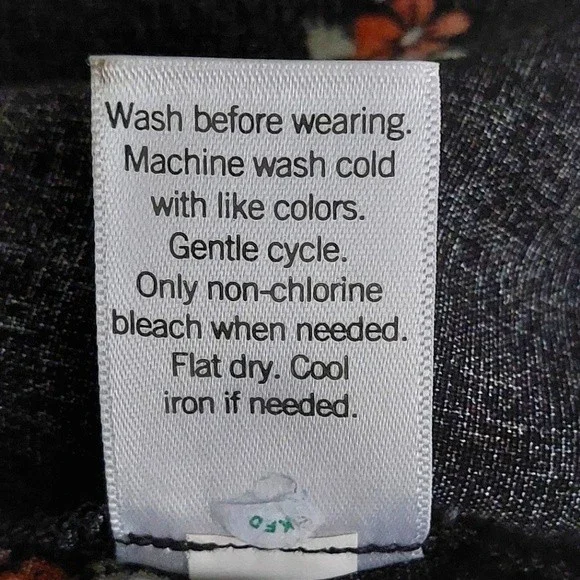 Wash before wearing.
Machine wash cold
with like colors.
Gentle cycle.
Only non-chlorine
bleach when needed.
Flat dry. Cool
iron if needed.